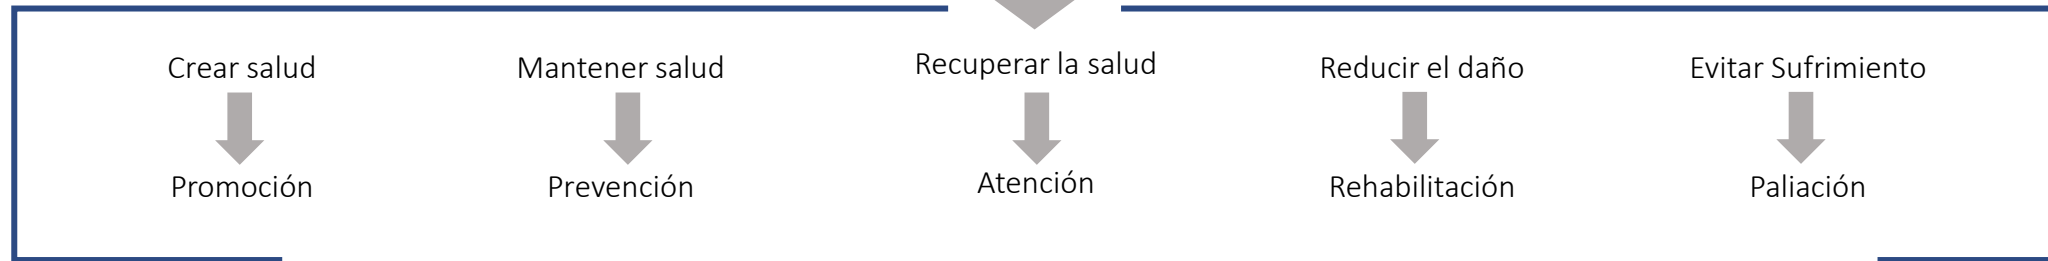 Crear salud
Mantener salud
Recuperar la salud
Reducir el daño
Evitar Sufrimiento
Promoción
Prevención
Atención
Rehabilitación
Paliación